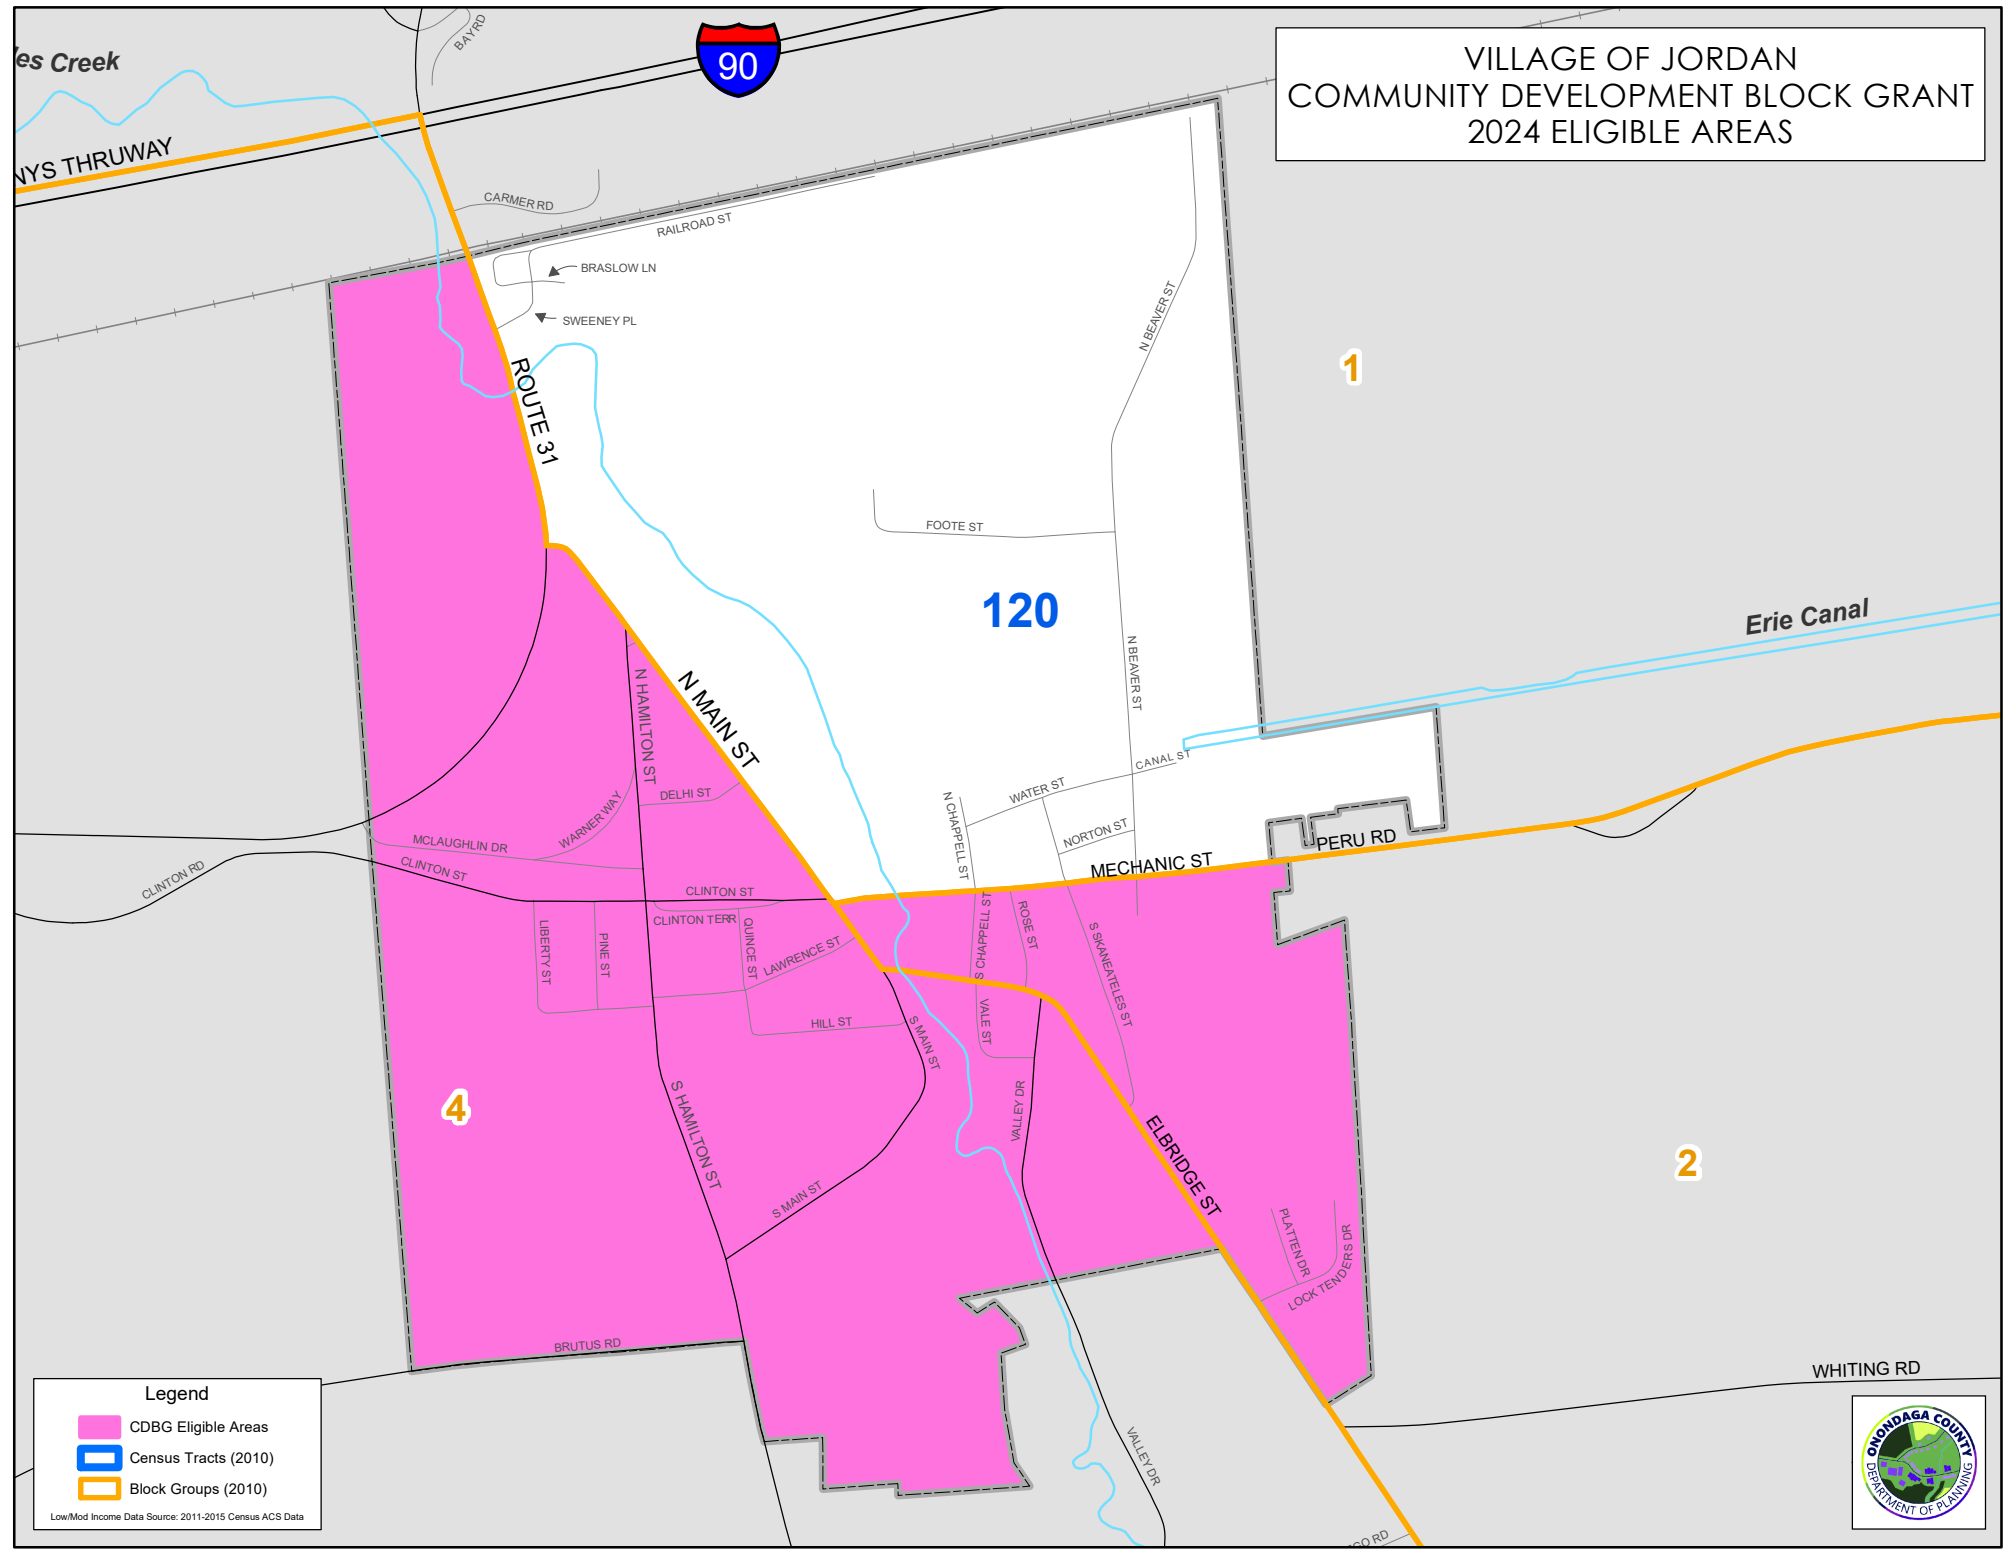 VILLAGE OF JORDAN
COMMUNITY DEVELOPMENT BLOCK GRANT
2024 ELIGIBLE AREAS
es Creek
BAY RD
90
NYS THRUWAY
CARMER RD
RAILROAD ST
BRASLOW LN
SWEENEY PL
N BEAVER ST
ROUTE 31
1
FOOTE ST
120
Erie Canal
N BEAVER ST
N HAMILTON ST
N MAIN ST
CANAL ST
WATER ST
DELHI ST
WARNER WAY
N CHAPPELL ST
NORTON ST
MCLAUGHLIN DR
PERU RD
MECHANIC ST
CLINTON RD
CLINTON ST
CLINTON ST
CLINTON TERR
LIBERTY ST
PINE ST
QUINCE ST
LAWRENCE ST
S CHAPPELL ST
ROSE ST
S SKANEATELES ST
HILL ST
S MAIN ST
VALE ST
4
S HAMILTON ST
VALLEY DR
ELBRIDGE ST
2
S MAIN ST
PLATTEN DR
LOCK TENDERS DR
BRUTUS RD
WHITING RD
VALLEY DR
GO RD
Legend
CDBG Eligible Areas
Census Tracts (2010)
Block Groups (2010)
Low/Mod Income Data Source: 2011-2015 Census ACS Data
ONONDAGA COUNTY
DEPARTMENT OF PLANNING